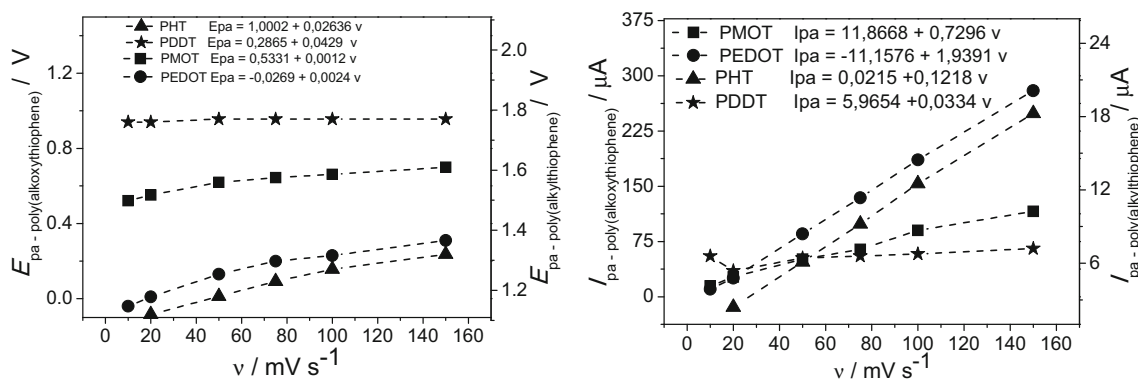 PHT Epa = 1,0002 + 0,02636 v
PDDT Epa = 0,2865 + 0,0429 v
PMOT Epa = 0,5331 + 0,0012 v
PEDOT Epa = -0,0269 + 0,0024 v
E pa - poly(alkoxythiophene) / V
1.2
0.8
0.4
0.0
2.0
1.8
1.6
1.4
1.2
E pa - poly(alkylthiophene) / V
0 20 40 60 80 100 120 140 160
ν / mV s⁻¹
PMOT Ipa = 11,8668 + 0,7296 v
PEDOT Ipa = -11,1576 + 1,9391 v
PHT Ipa = 0,0215 +0,1218 v
PDDT Ipa = 5,9654 +0,0334 v
I pa - poly(alkoxythiophene) / μA
375
300
225
150
75
0
24
18
12
6
I pa - poly(alkylthiophene) / μA
0 20 40 60 80 100 120 140 160
ν / mV s⁻¹